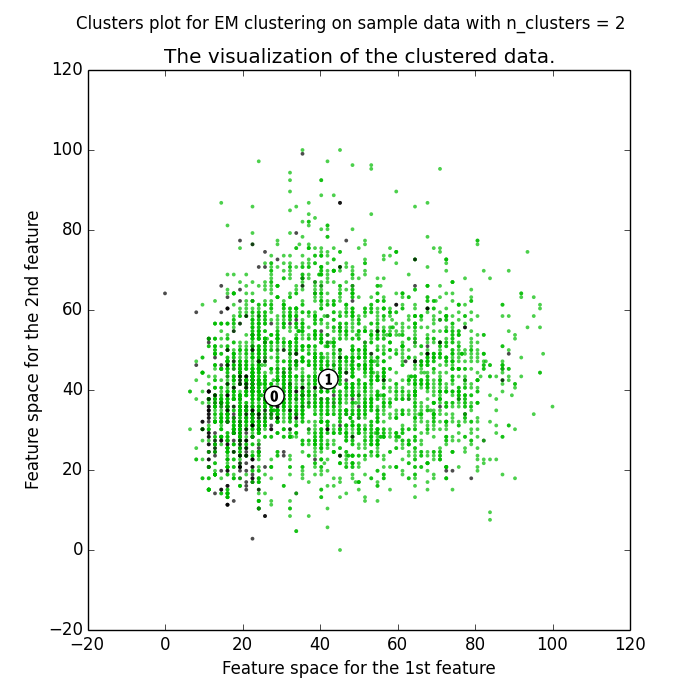 Clusters plot for EM clustering on sample data with n_clusters = 2
The visualization of the clustered data.
120
100
80
60
40
20
0
−20
Feature space for the 2nd feature
0
1
−20 0 20 40 60 80 100 120
Feature space for the 1st feature